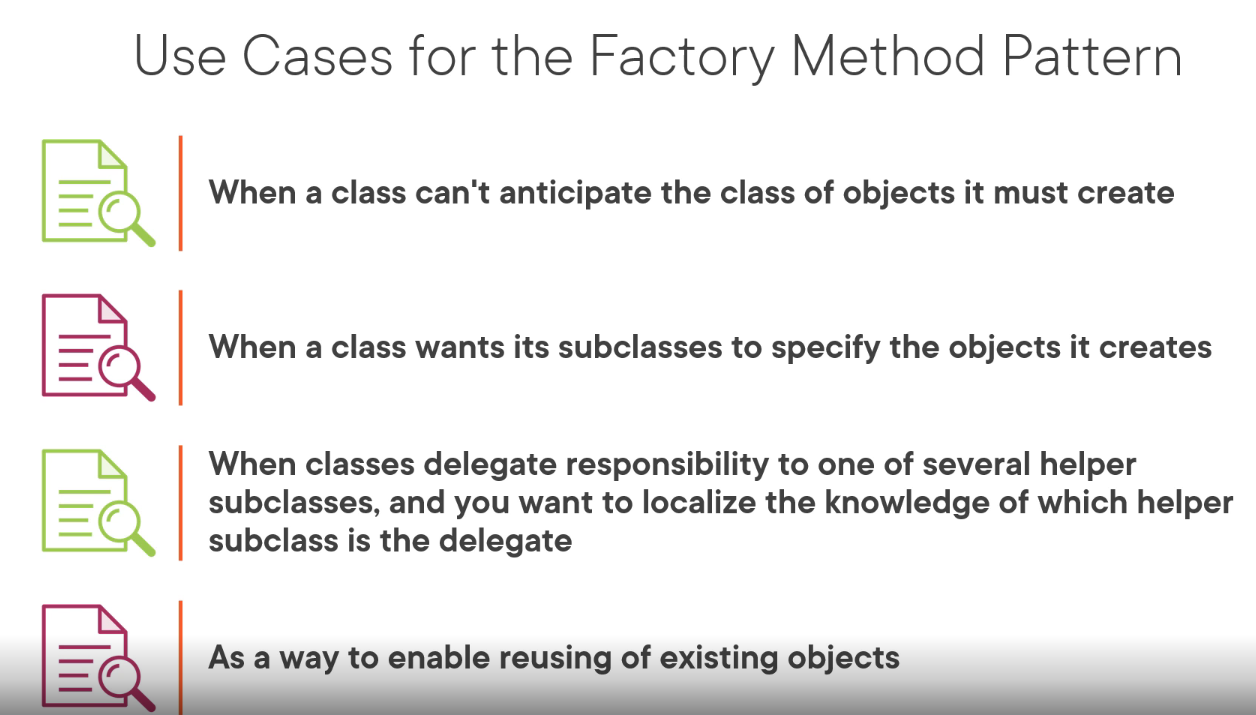 Use Cases for the Factory Method Pattern
When a class can't anticipate the class of objects it must create
When a class wants its subclasses to specify the objects it creates
When classes delegate responsibility to one of several helper
subclasses, and you want to localize the knowledge of which helper
subclass is the delegate
As a way to enable reusing of existing objects